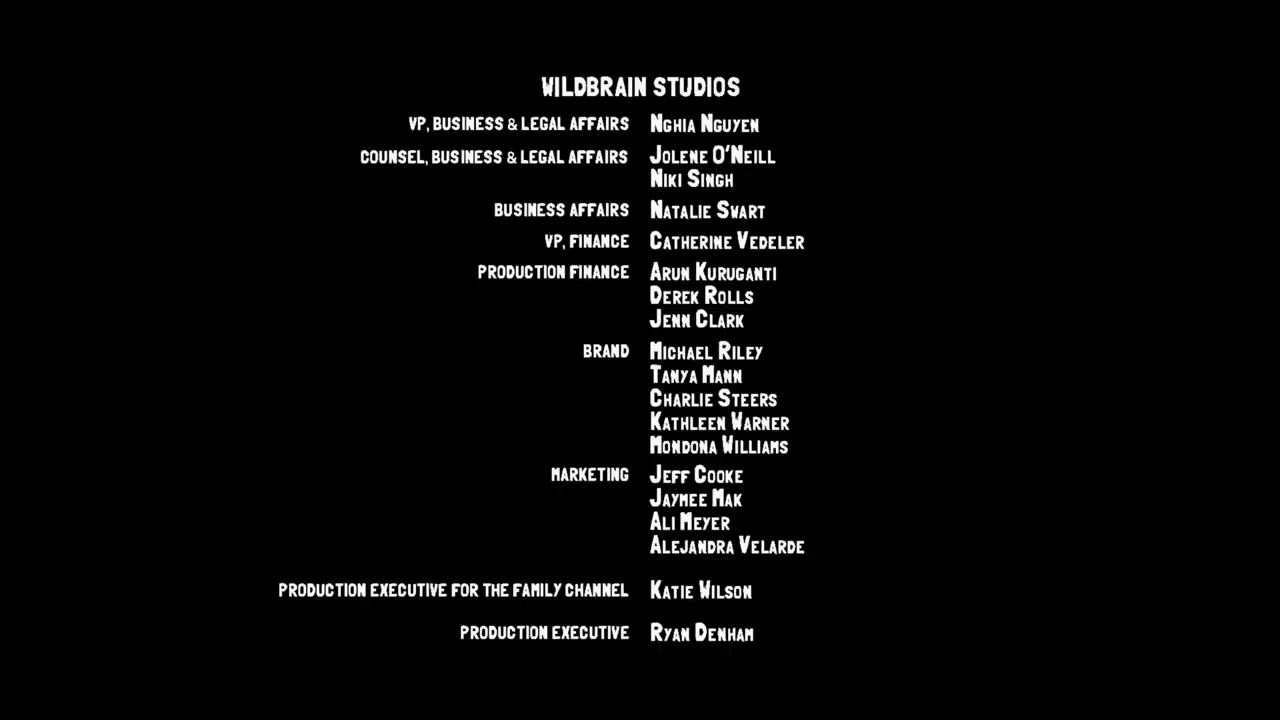 WILDBRAIN STUDIOS
VP, BUSINESS & LEGAL AFFAIRS NGHIA NGUYEN
COUNSEL, BUSINESS & LEGAL AFFAIRS JOLENE O'NEILL
NIKI SINGH
BUSINESS AFFAIRS NATALIE SWART
VP, FINANCE CATHERINE VEDELER
PRODUCTION FINANCE ARUN KURUGANTI
DEREK ROLLS
JENN CLARK
BRAND MICHAEL RILEY
TANYA MANN
CHARLIE STEERS
KATHLEEN WARNER
MONDONA WILLIAMS
MARKETING JEFF COOKE
JAYMEE MAK
ALI MEYER
ALEJANDRA VELARDE
PRODUCTION EXECUTIVE FOR THE FAMILY CHANNEL KATIE WILSON
PRODUCTION EXECUTIVE RYAN DENHAM